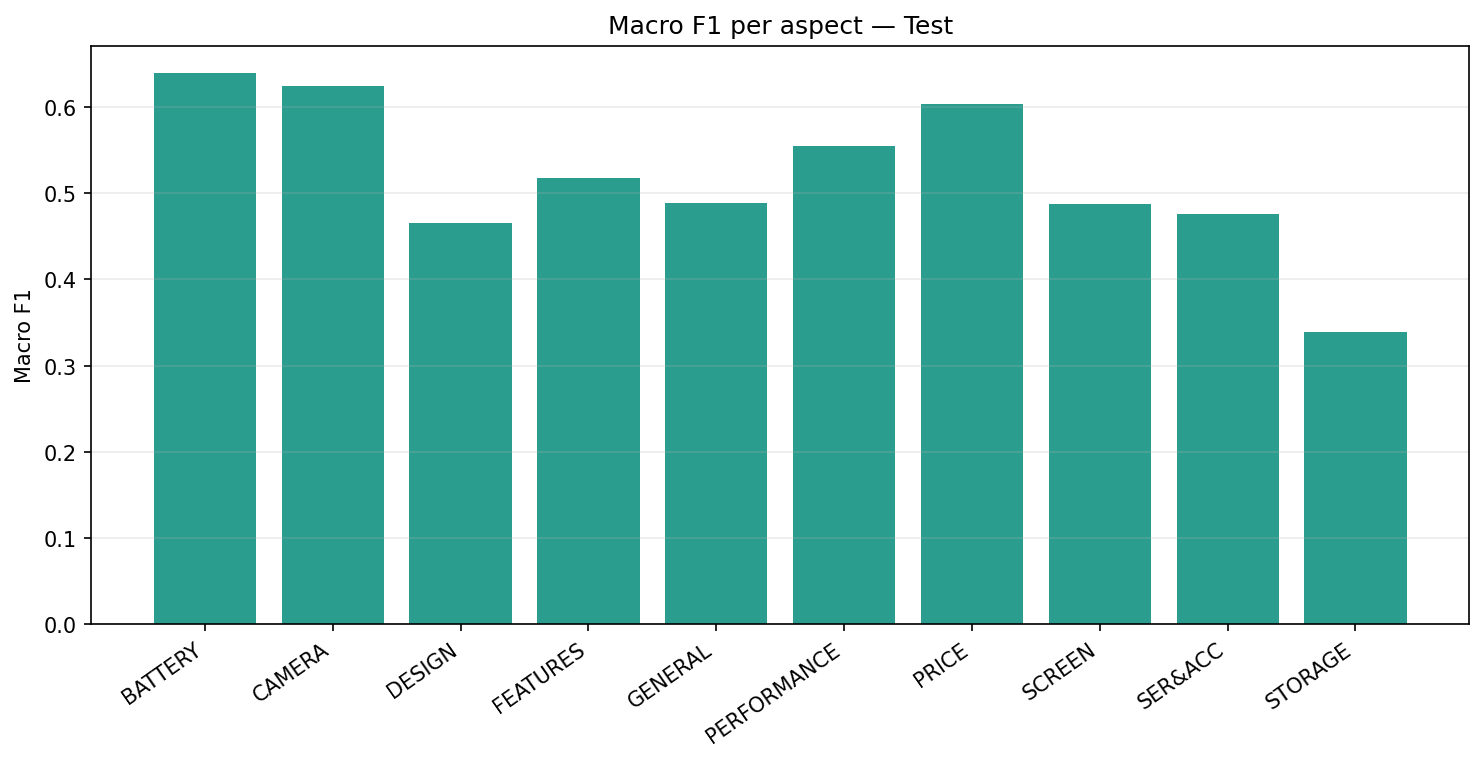 Macro F1 per aspect — Test
Macro F1
0.6
0.5
0.4
0.3
0.2
0.1
0.0
BATTERY
CAMERA
DESIGN
FEATURES
GENERAL
PERFORMANCE
PRICE
SCREEN
SER&ACC
STORAGE